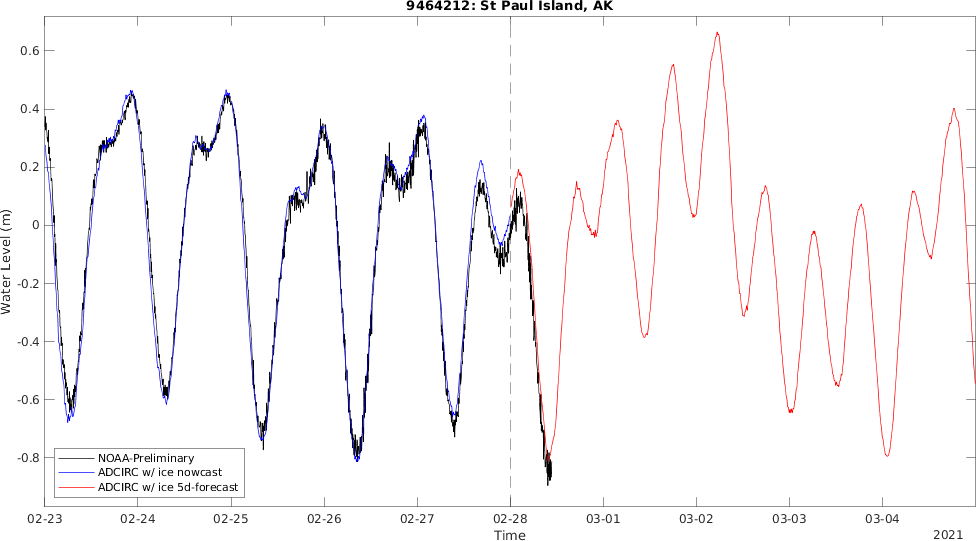 9464212: St Paul Island, AK
Water Level (m)
0.6
0.4
0.2
0
-0.2
-0.4
-0.6
-0.8
NOAA-Preliminary
ADCIRC w/ ice nowcast
ADCIRC w/ ice 5d-forecast
02-23 02-24 02-25 02-26 02-27 02-28 03-01 03-02 03-03 03-04
Time
2021